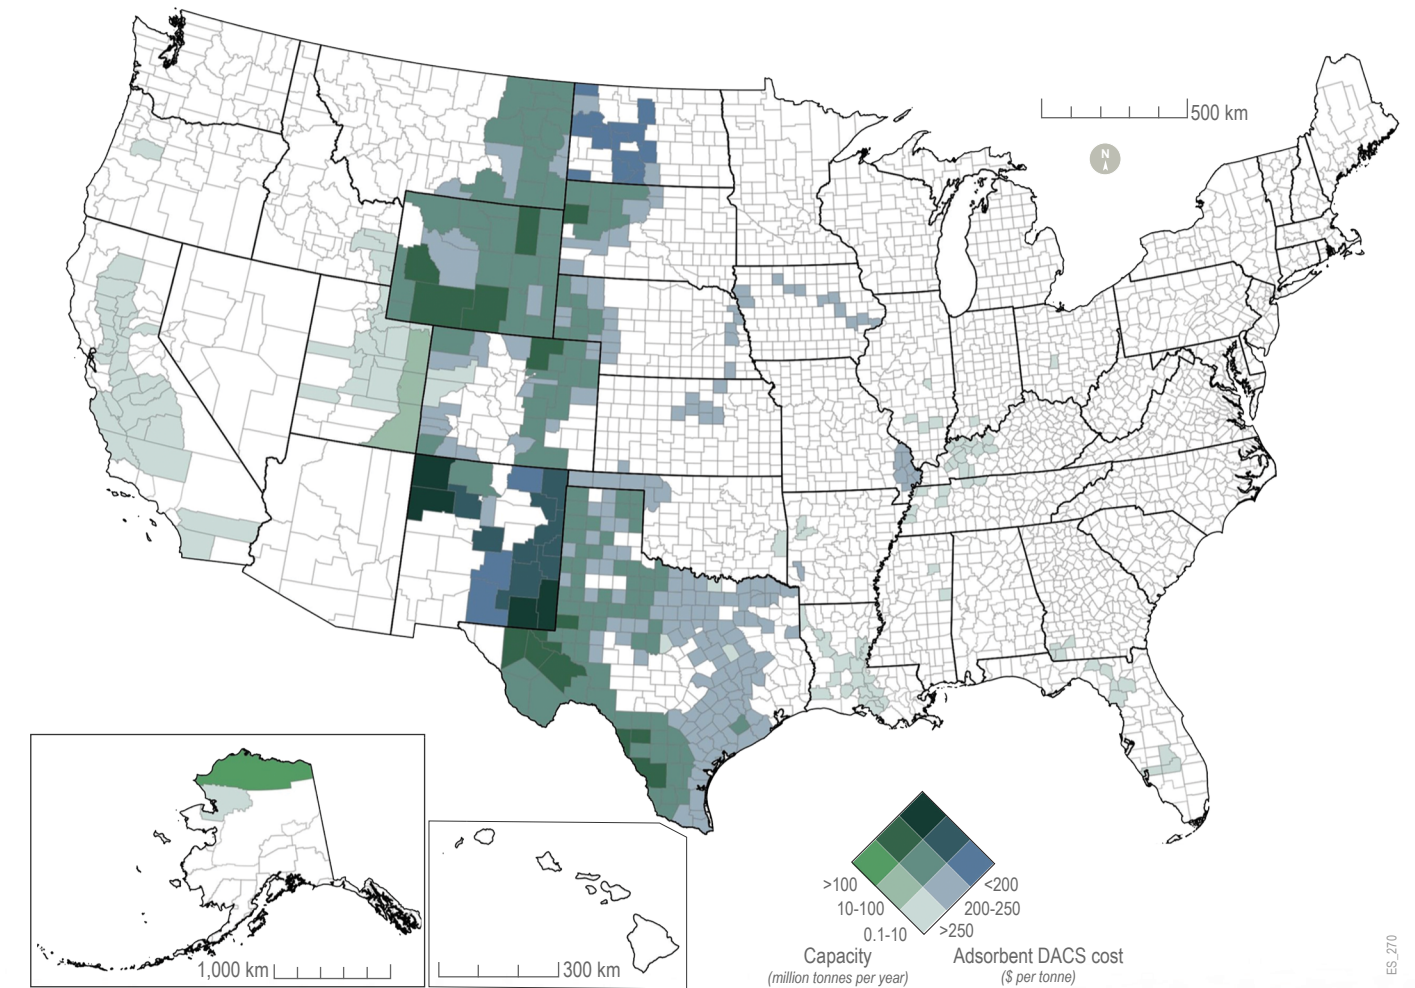 500 km
N
1,000 km
300 km
>100
<200
10-100
200-250
0.1-10
>250
Capacity
Adsorbent DACS cost
(million tonnes per year)
($ per tonne)
ES_270